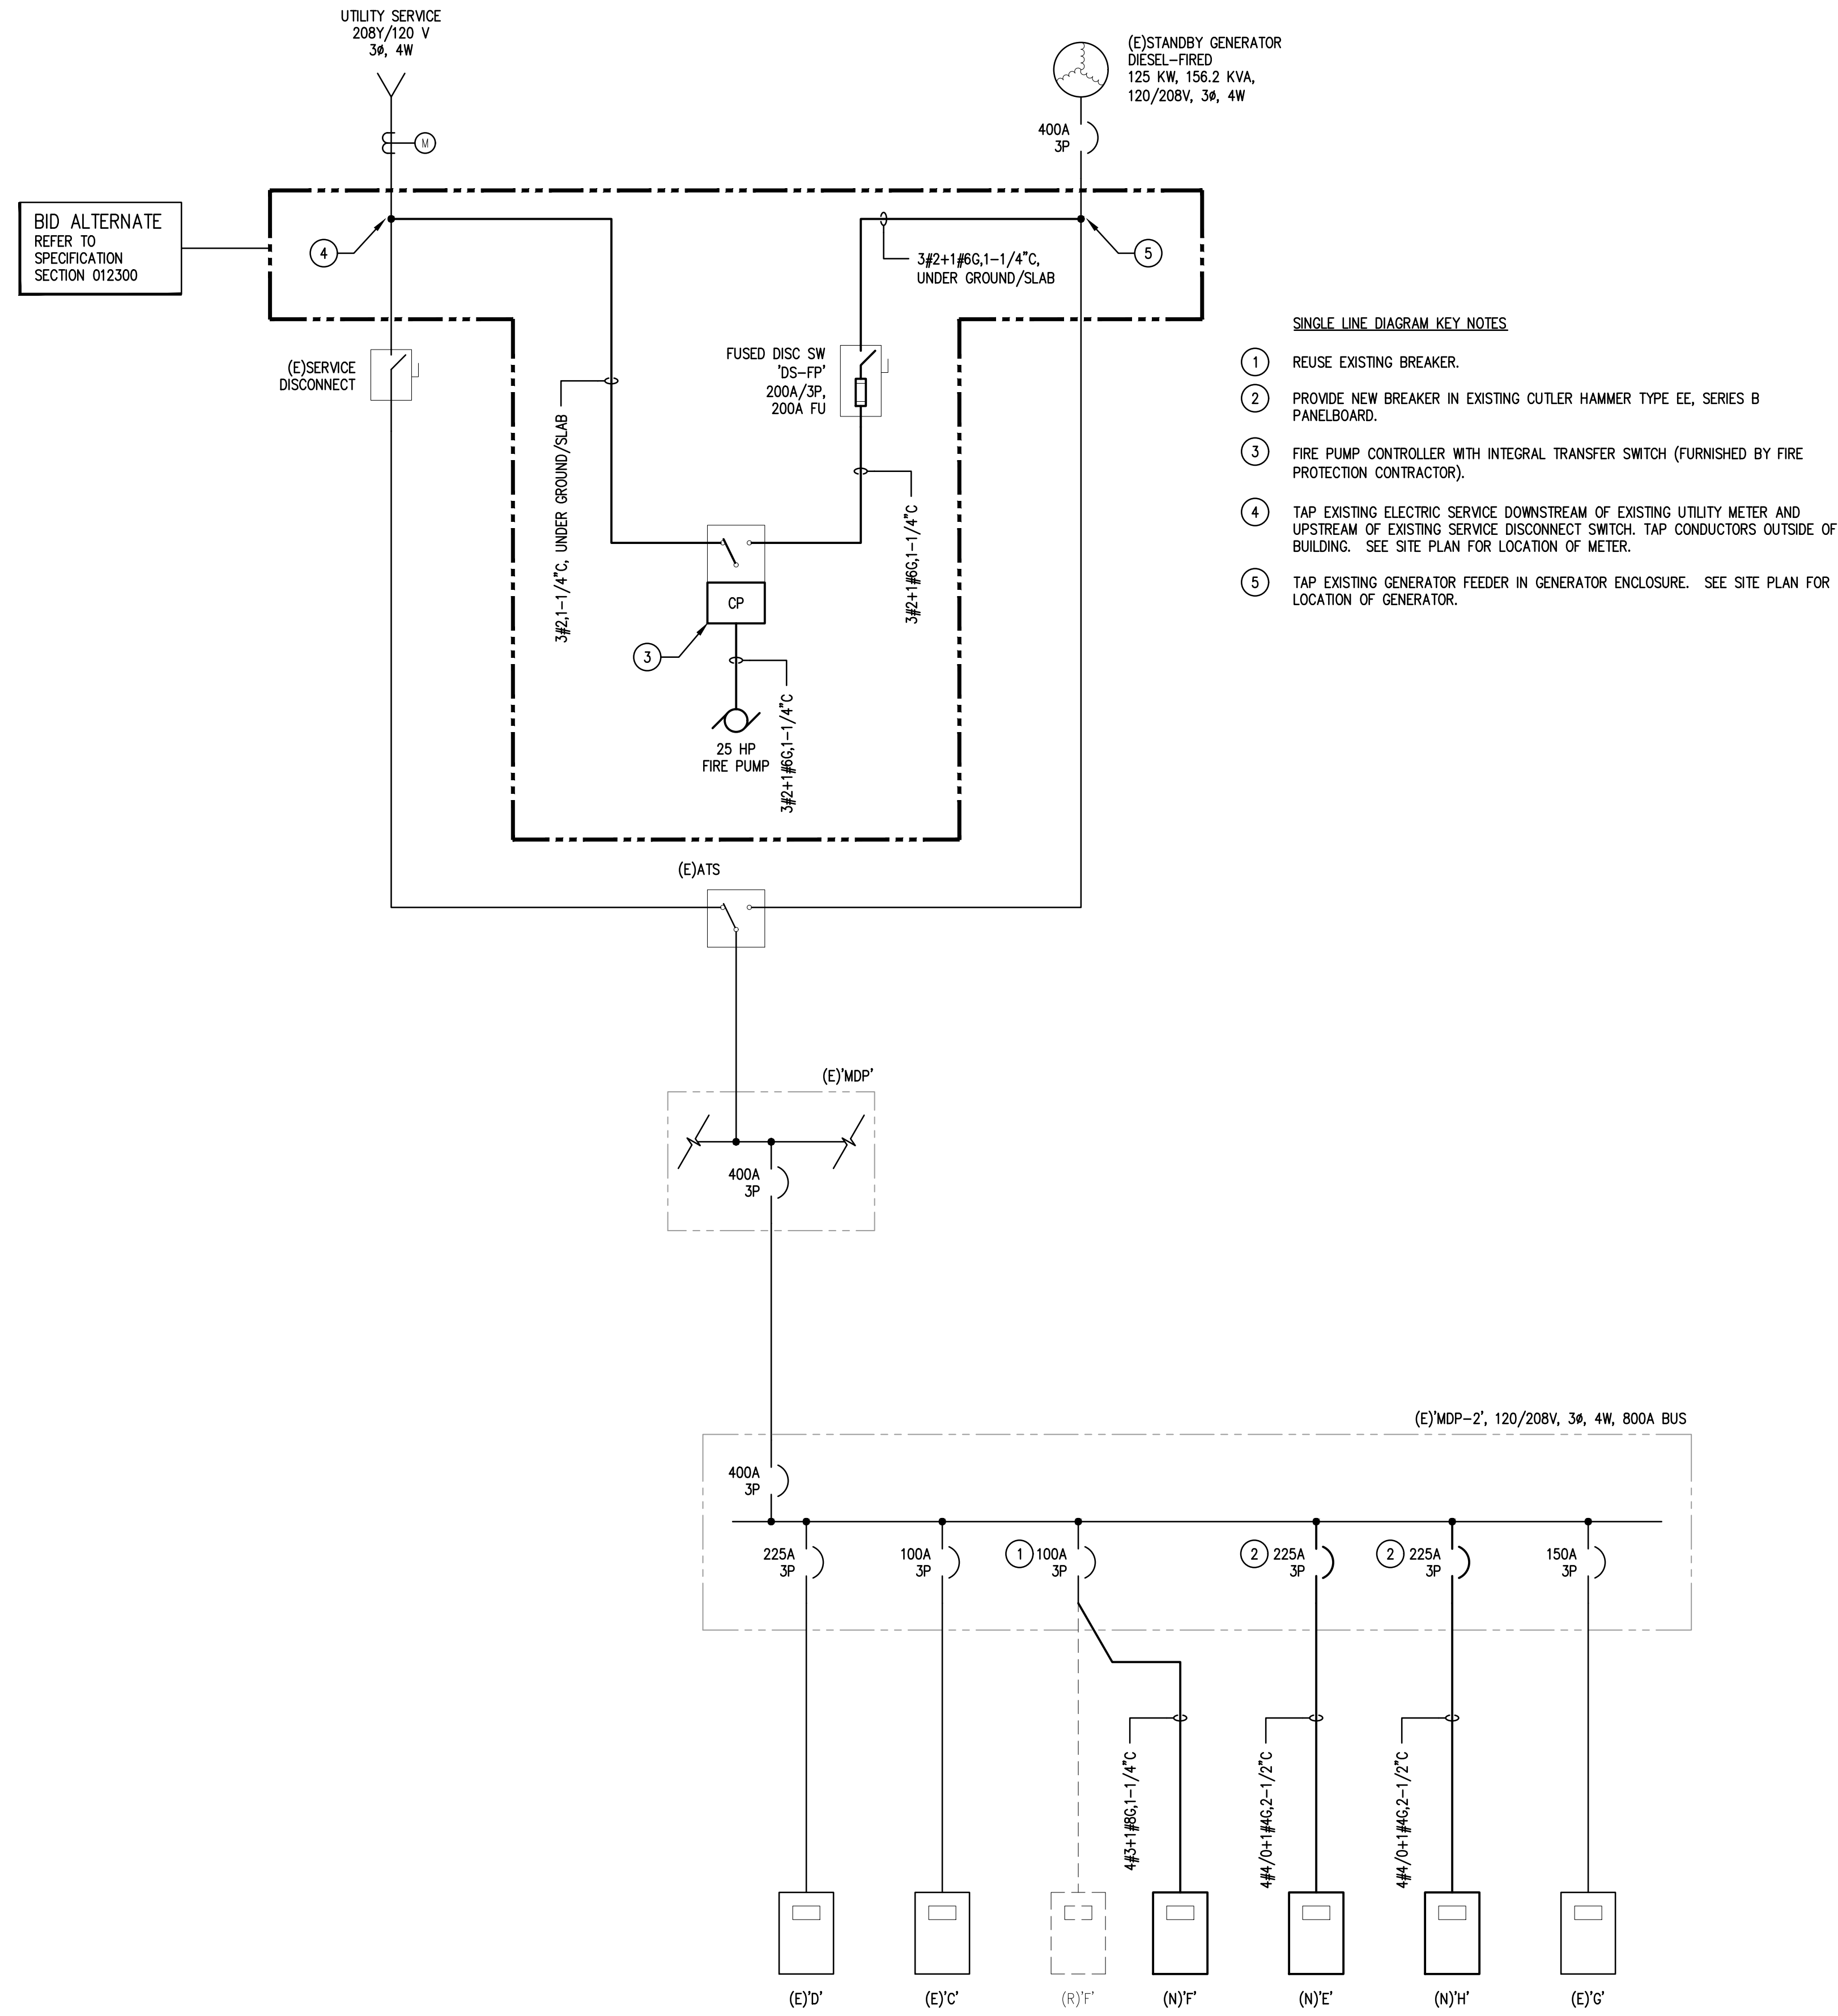 UTILITY SERVICE
208Y/120 V
3ø, 4W
M
(E)STANDBY GENERATOR
DIESEL-FIRED
125 KW, 156.2 KVA,
120/208V, 3ø, 4W
400A
3P
BID ALTERNATE
REFER TO
SPECIFICATION
SECTION 012300
4
5
3#2+1#6G,1-1/4"C,
UNDER GROUND/SLAB
(E)SERVICE
DISCONNECT
FUSED DISC SW
'DS-FP'
200A/3P,
200A FU
3#2,1-1/4"C, UNDER GROUND/SLAB
3#2+1#6G,1-1/4"C
CP
3
3#2+1#6G,1-1/4"C
25 HP
FIRE PUMP
SINGLE LINE DIAGRAM KEY NOTES
1 REUSE EXISTING BREAKER.
2 PROVIDE NEW BREAKER IN EXISTING CUTLER HAMMER TYPE EE, SERIES B
PANELBOARD.
3 FIRE PUMP CONTROLLER WITH INTEGRAL TRANSFER SWITCH (FURNISHED BY FIRE
PROTECTION CONTRACTOR).
4 TAP EXISTING ELECTRIC SERVICE DOWNSTREAM OF EXISTING UTILITY METER AND
UPSTREAM OF EXISTING SERVICE DISCONNECT SWITCH. TAP CONDUCTORS OUTSIDE OF
BUILDING. SEE SITE PLAN FOR LOCATION OF METER.
5 TAP EXISTING GENERATOR FEEDER IN GENERATOR ENCLOSURE. SEE SITE PLAN FOR
LOCATION OF GENERATOR.
(E)ATS
(E)'MDP'
400A
3P
(E)'MDP-2', 120/208V, 3ø, 4W, 800A BUS
400A
3P
225A
3P
100A
3P
1 100A
3P
2 225A
3P
2 225A
3P
150A
3P
4#3+1#8G,1-1/4"C
4#4/0+1#4G,2-1/2"C
4#4/0+1#4G,2-1/2"C
(E)'D'
(E)'C'
(R)'F'
(N)'F'
(N)'E'
(N)'H'
(E)'G'